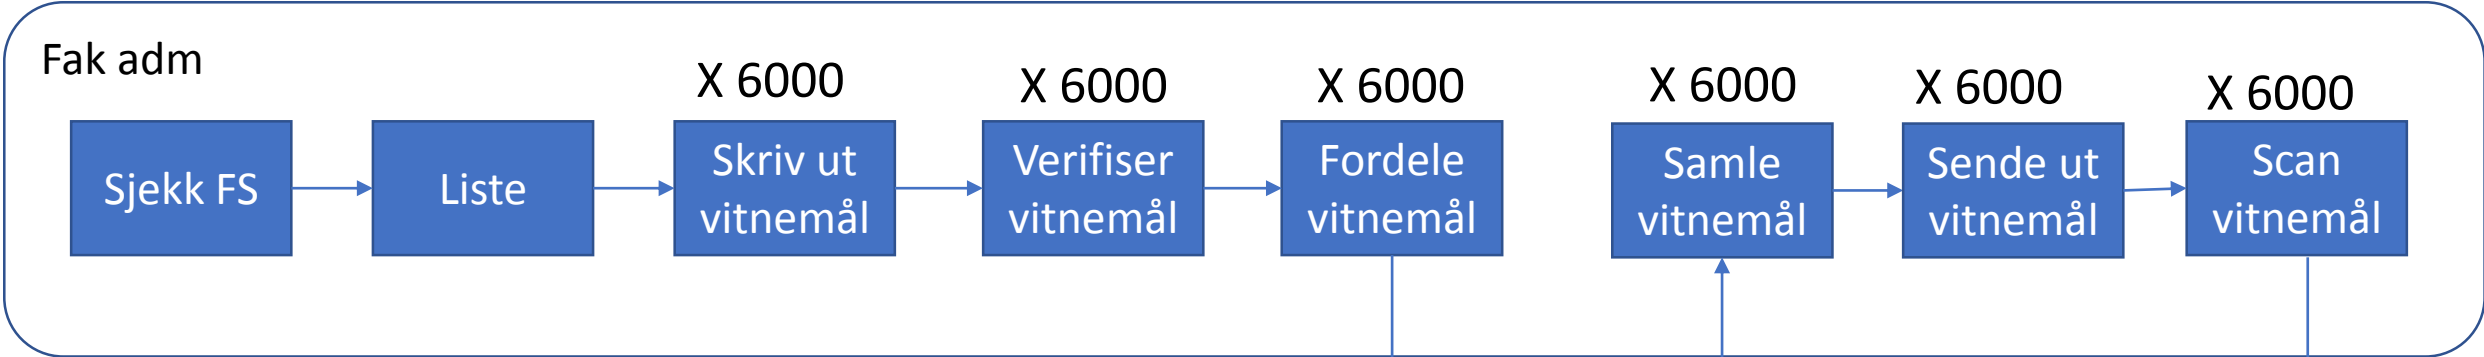 Fak adm
X 6000
X 6000
X 6000
X 6000
X 6000
X 6000
Sjekk FS
Liste
Skriv ut
vitnemål
Verifiser
vitnemål
Fordele
vitnemål
Samle
vitnemål
Sende ut
vitnemål
Scan
vitnemål